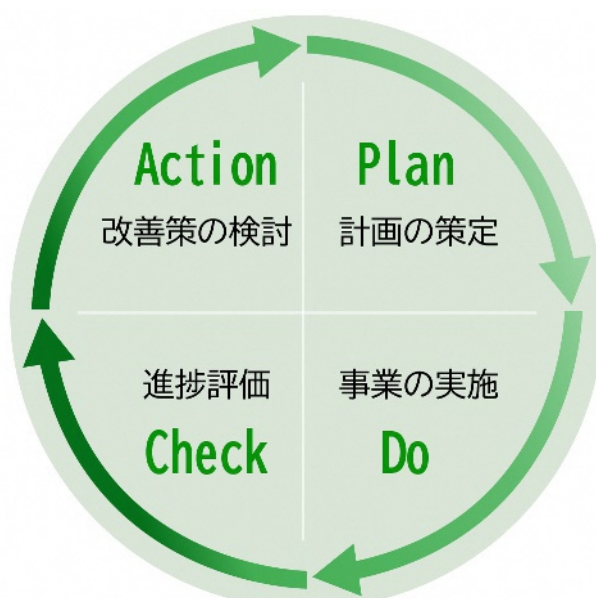 Action
改善策の検討
Plan
計画の策定
進捗評価
Check
事業の実施
Do